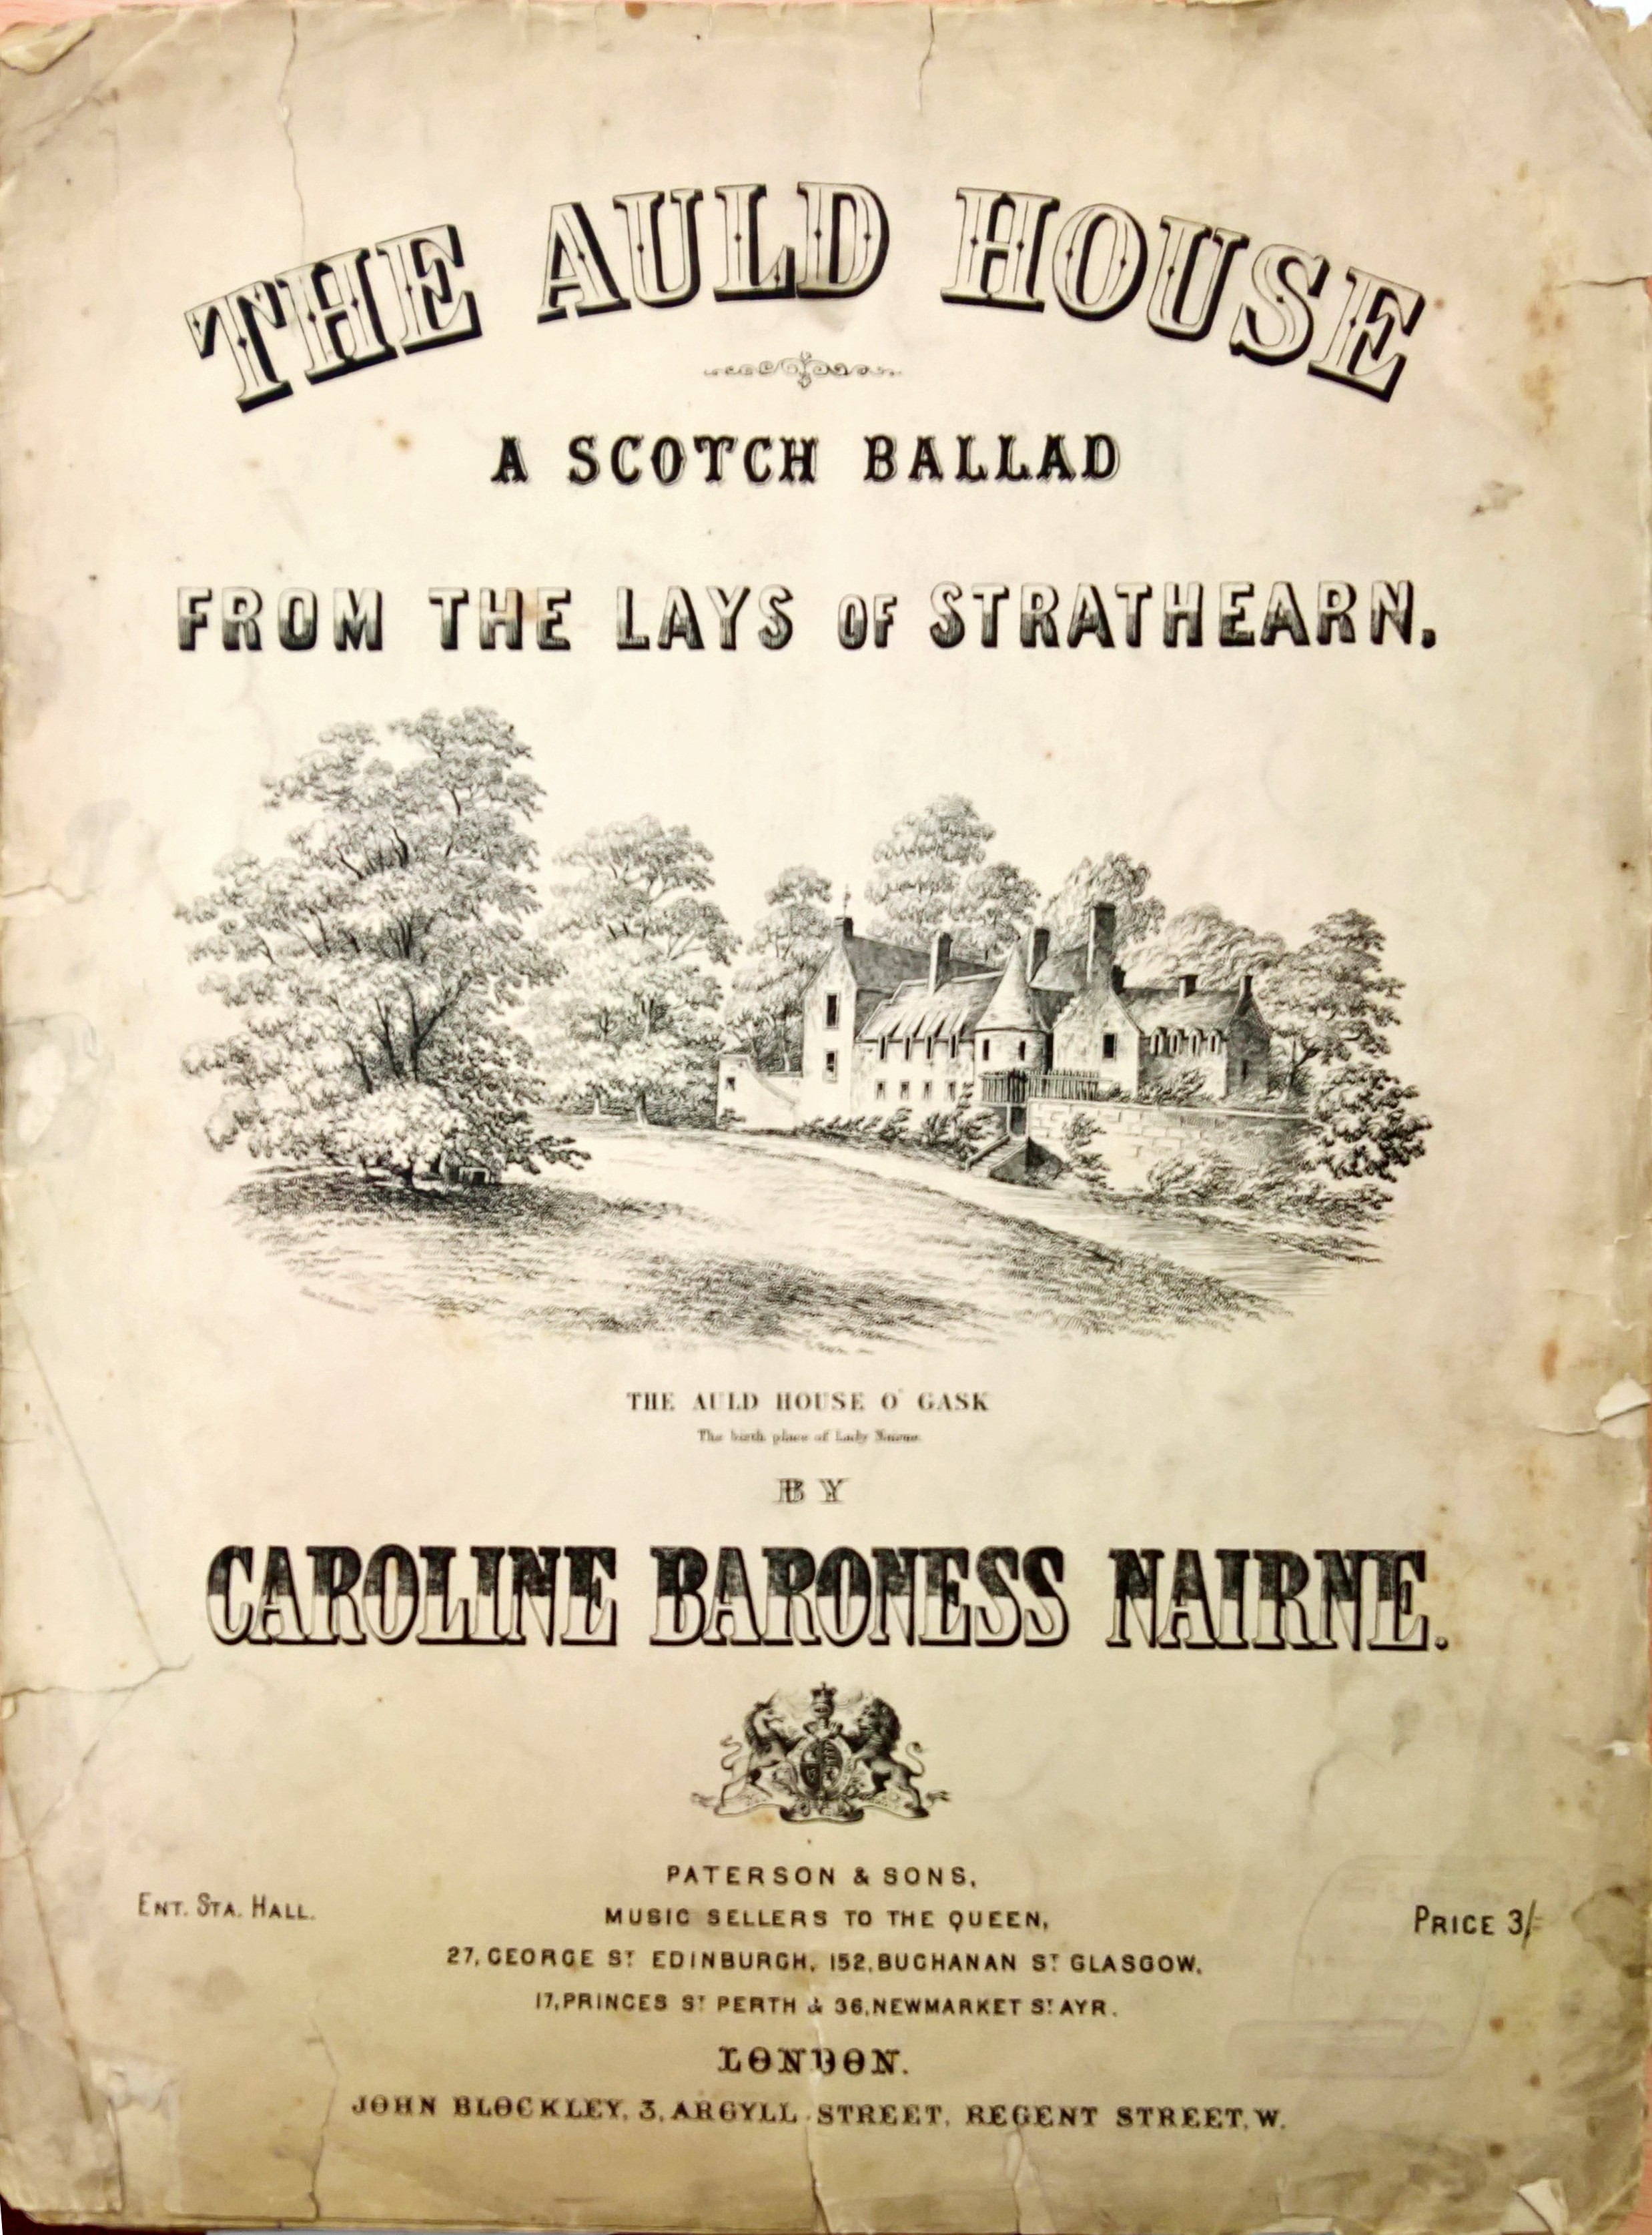 THE AULD HOUSE
A SCOTCH BALLAD
FROM THE LAYS OF STRATHEARN.
THE AULD HOUSE O' GASK
The birth place of Lady Nairne.
BY
CAROLINE BARONESS NAIRNE.
PATERSON & SONS,
ENT. STA. HALL.
MUSIC SELLERS TO THE QUEEN,
PRICE 3/-
27, GEORGE ST EDINBURGH, 152, BUCHANAN ST GLASGOW,
17, PRINCES ST PERTH & 36, NEWMARKET ST AYR.
LONDON.
JOHN BLOCKLEY, 3, ARGYLL STREET, REGENT STREET, W.